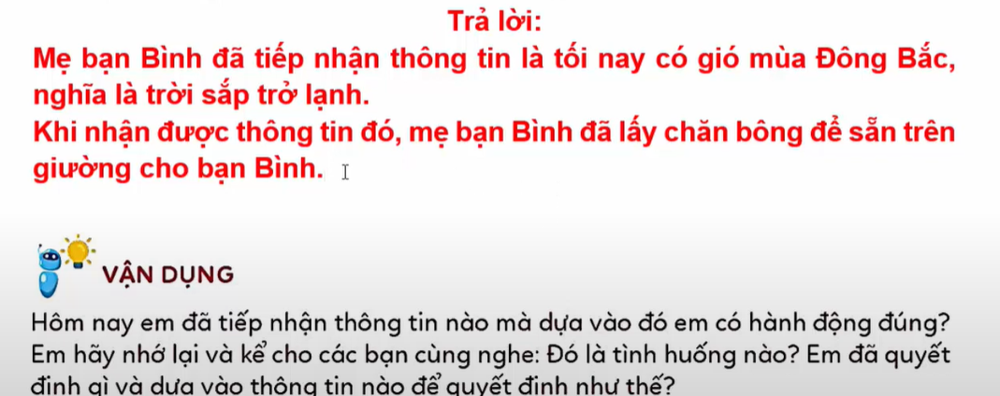 Trả lời:
Mẹ bạn Bình đã tiếp nhận thông tin là tối nay có gió mùa Đông Bắc,
nghĩa là trời sắp trở lạnh.
Khi nhận được thông tin đó, mẹ bạn Bình đã lấy chăn bông để sẵn trên
giường cho bạn Bình.
VẬN DỤNG
Hôm nay em đã tiếp nhận thông tin nào mà dựa vào đó em có hành động đúng?
Em hãy nhớ lại và kể cho các bạn cùng nghe: Đó là tình huống nào? Em đã quyết
định gì và dựa vào thông tin nào để quyết định như thế?